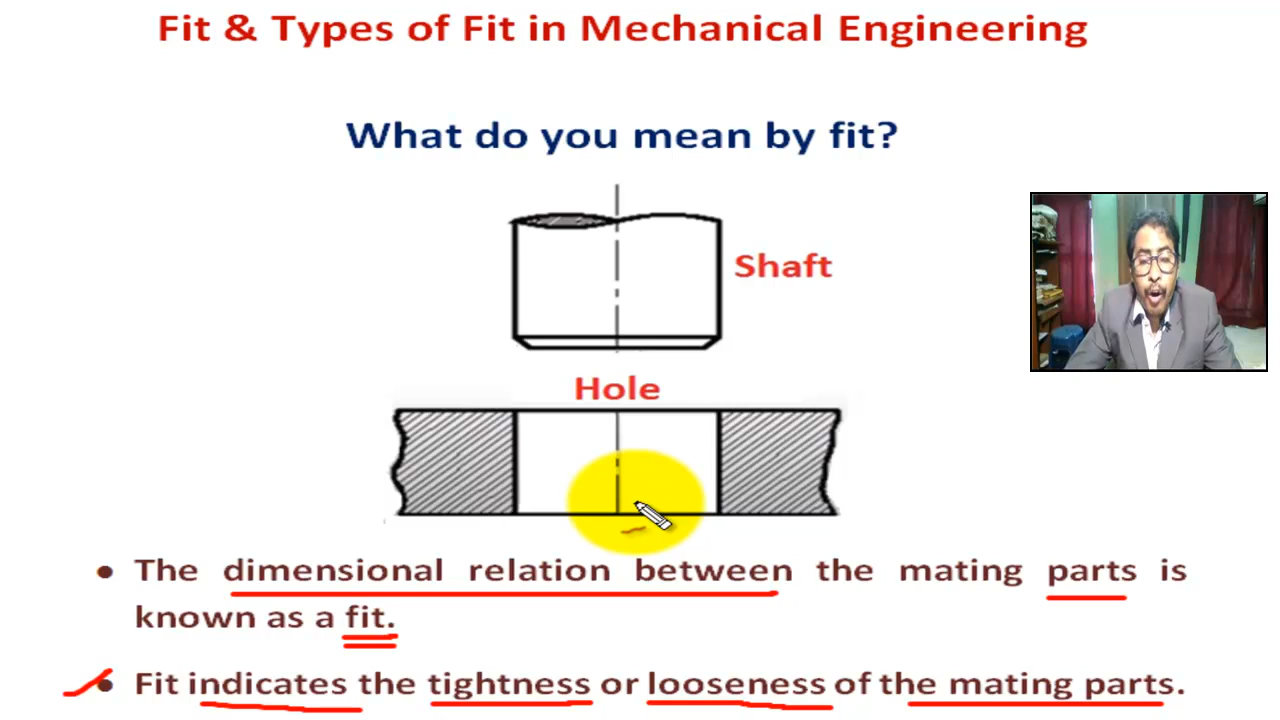 Fit & Types of Fit in Mechanical Engineering
What do you mean by fit?
Shaft
Hole
• The dimensional relation between the mating parts is
known as a fit.
• Fit indicates the tightness or looseness of the mating parts.